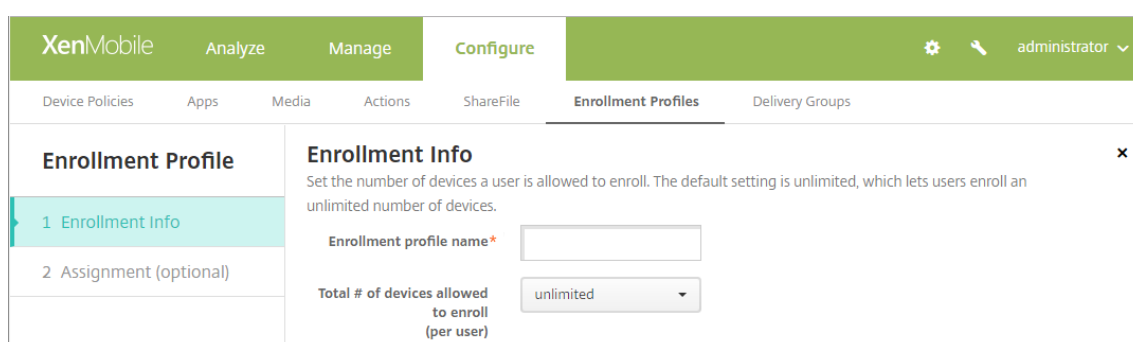 XenMobile Analyze Manage Configure administrator
Device Policies Apps Media Actions ShareFile Enrollment Profiles Delivery Groups
Enrollment Profile
1 Enrollment Info
2 Assignment (optional)
Enrollment Info
Set the number of devices a user is allowed to enroll. The default setting is unlimited, which lets users enroll an
unlimited number of devices.
Enrollment profile name*
Total # of devices allowed
to enroll
(per user)
unlimited